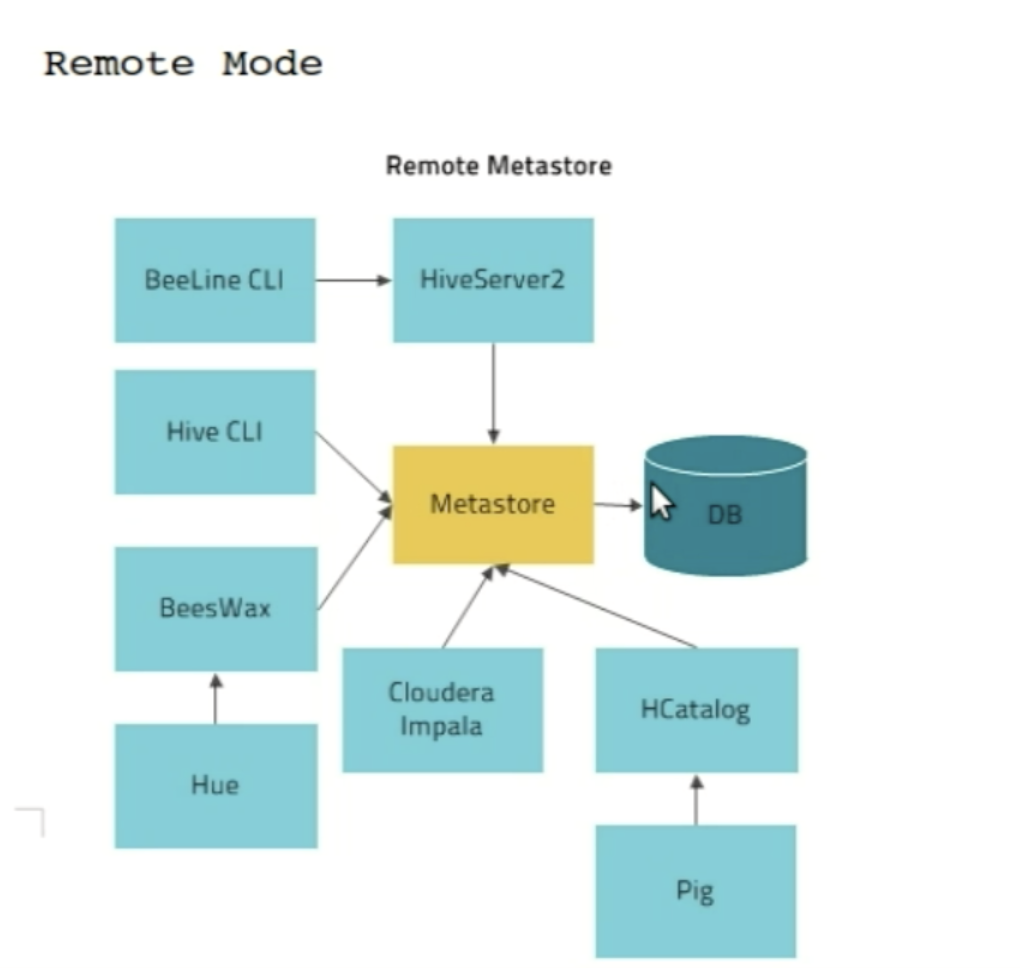 Remote Mode
Remote Metastore
BeeLine CLI
HiveServer2
Hive CLI
Metastore
DB
BeesWax
Cloudera
Impala
HCatalog
Hue
Pig